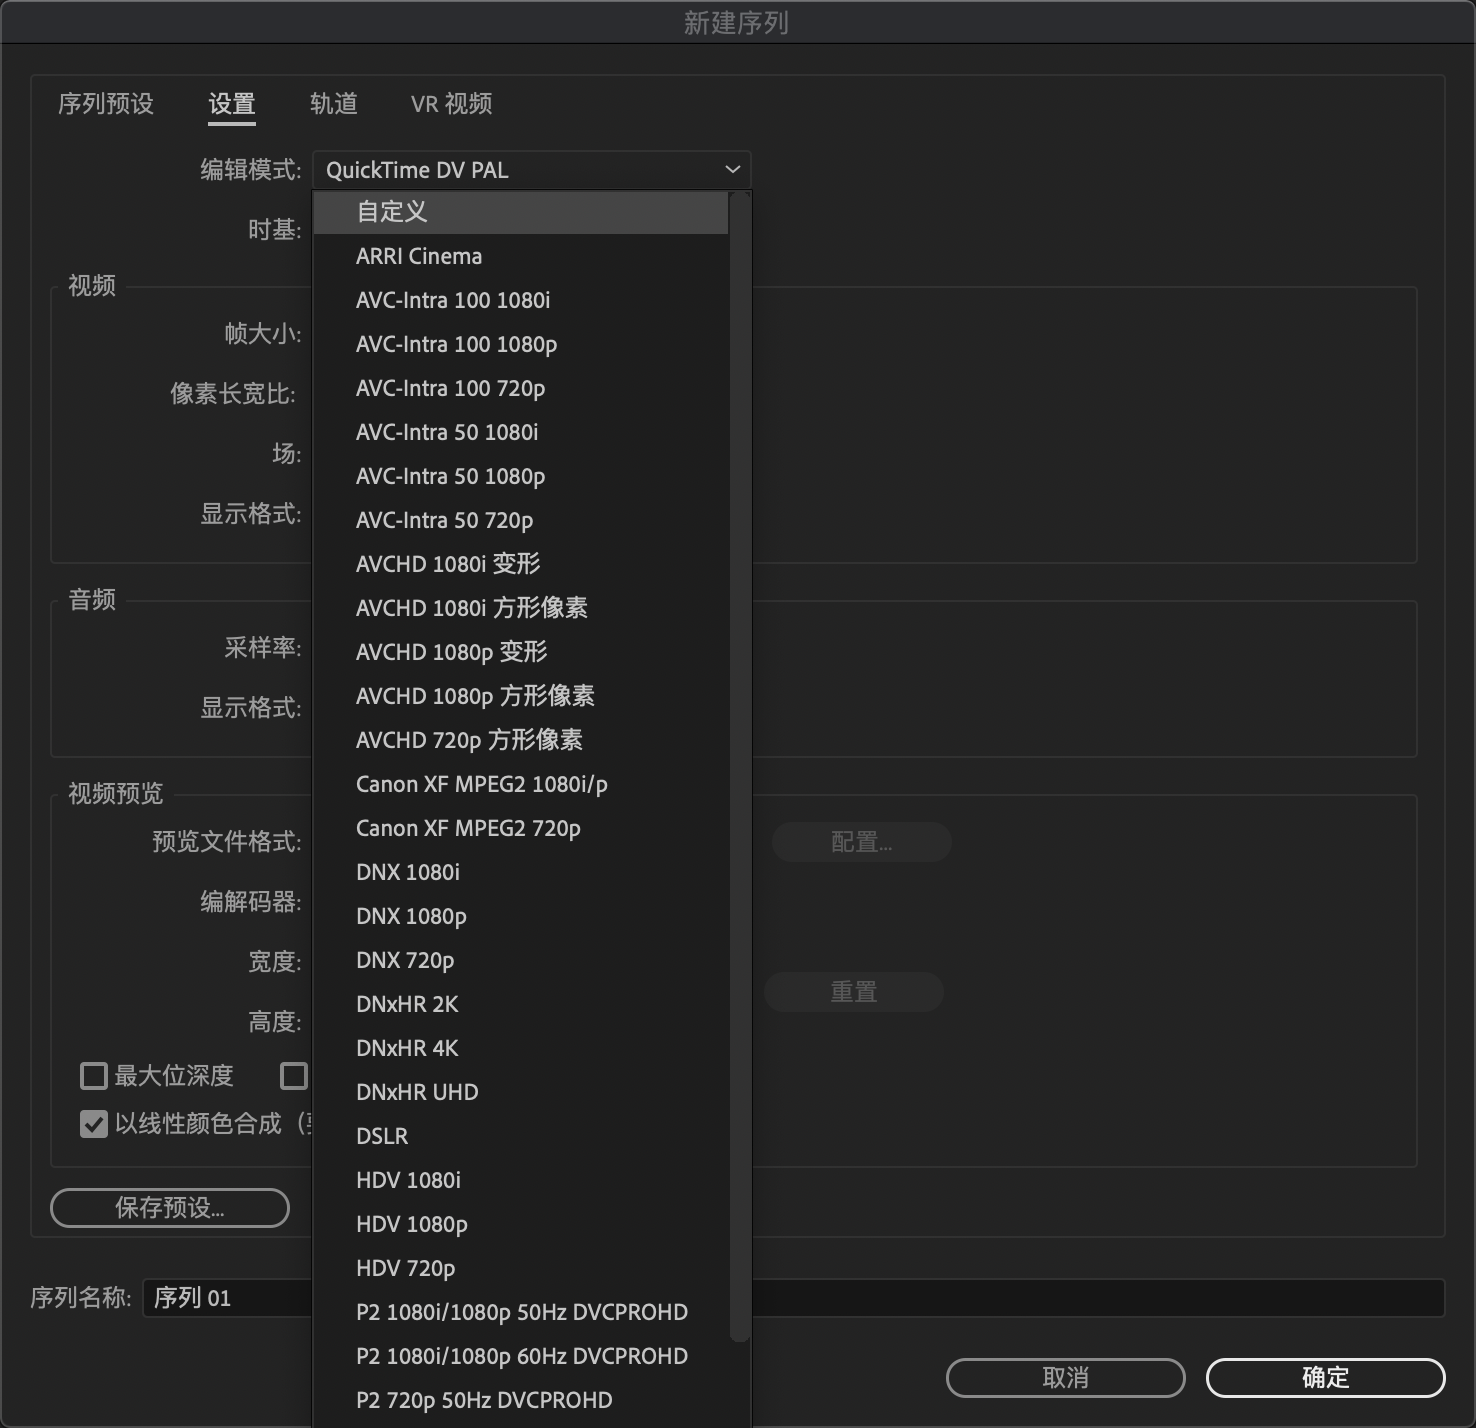 新建序列
序列预设 设置 轨道 VR 视频
编辑模式: QuickTime DV PAL
自定义
时基:
ARRI Cinema
视频
AVC-Intra 100 1080i
帧大小:
AVC-Intra 100 1080p
像素长宽比:
AVC-Intra 100 720p
场:
AVC-Intra 50 1080i
AVC-Intra 50 1080p
显示格式:
AVC-Intra 50 720p
AVCHD 1080i 变形
音频
AVCHD 1080i 方形像素
采样率:
AVCHD 1080p 变形
显示格式:
AVCHD 1080p 方形像素
AVCHD 720p 方形像素
视频预览
Canon XF MPEG2 1080i/p
预览文件格式:
Canon XF MPEG2 720p
配置...
DNX 1080i
编解码器:
DNX 1080p
宽度:
DNX 720p
重置
DNxHR 2K
高度:
DNxHR 4K
最大位深度
DNxHR UHD
以线性颜色合成（
DSLR
HDV 1080i
保存预设...
HDV 1080p
HDV 720p
序列名称: 序列 01
P2 1080i/1080p 50Hz DVCPROHD
P2 1080i/1080p 60Hz DVCPROHD
取消 确定
P2 720p 50Hz DVCPROHD